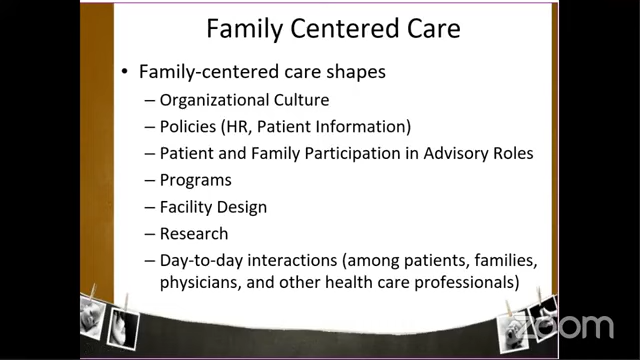 Family Centered Care
• Family-centered care shapes
– Organizational Culture
– Policies (HR, Patient Information)
– Patient and Family Participation in Advisory Roles
– Programs
– Facility Design
– Research
– Day-to-day interactions (among patients, families,
physicians, and other health care professionals)
zoom